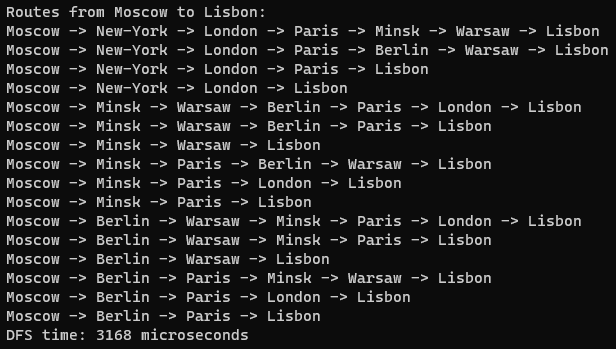 Routes from Moscow to Lisbon:
Moscow -> New-York -> London -> Paris -> Minsk -> Warsaw -> Lisbon
Moscow -> New-York -> London -> Paris -> Berlin -> Warsaw -> Lisbon
Moscow -> New-York -> London -> Paris -> Lisbon
Moscow -> New-York -> London -> Lisbon
Moscow -> Minsk -> Warsaw -> Berlin -> Paris -> London -> Lisbon
Moscow -> Minsk -> Warsaw -> Berlin -> Paris -> Lisbon
Moscow -> Minsk -> Warsaw -> Lisbon
Moscow -> Minsk -> Paris -> Berlin -> Warsaw -> Lisbon
Moscow -> Minsk -> Paris -> London -> Lisbon
Moscow -> Minsk -> Paris -> Lisbon
Moscow -> Berlin -> Warsaw -> Minsk -> Paris -> London -> Lisbon
Moscow -> Berlin -> Warsaw -> Minsk -> Paris -> Lisbon
Moscow -> Berlin -> Warsaw -> Lisbon
Moscow -> Berlin -> Paris -> Minsk -> Warsaw -> Lisbon
Moscow -> Berlin -> Paris -> London -> Lisbon
Moscow -> Berlin -> Paris -> Lisbon
DFS time: 3168 microseconds